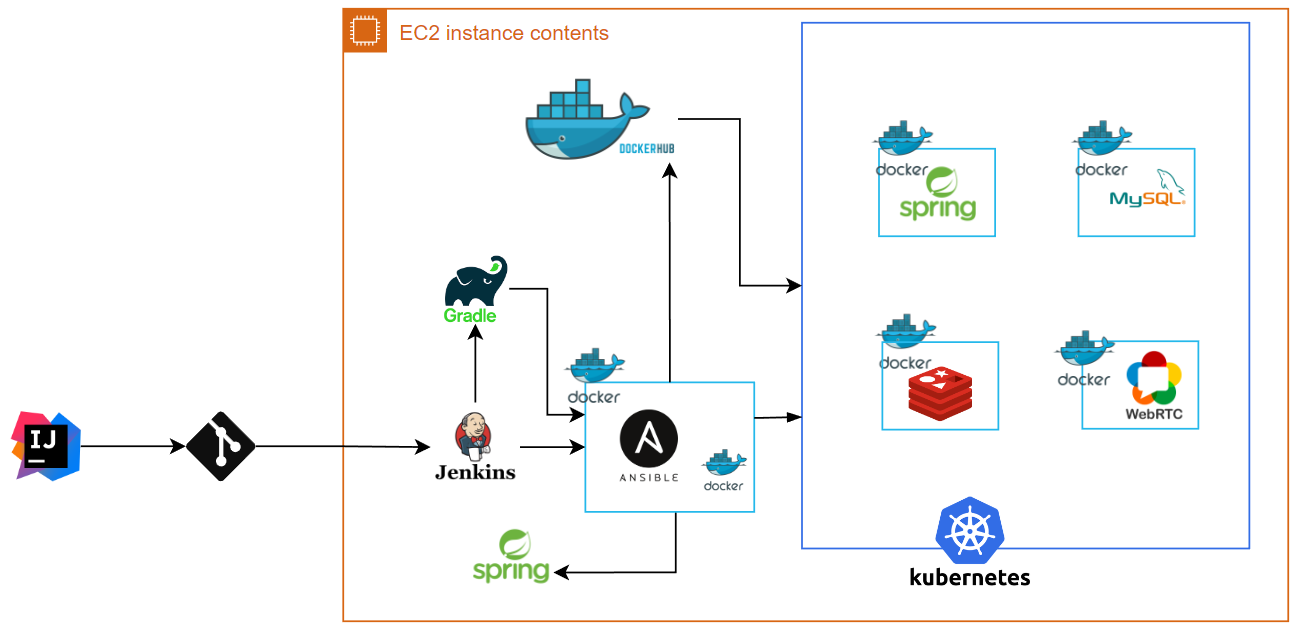 EC2 instance contents
DOCKERHUB
docker
spring
docker
MySQL
Gradle
docker
docker
WebRTC
docker
IJ
Jenkins
ANSIBLE
docker
spring
kubernetes